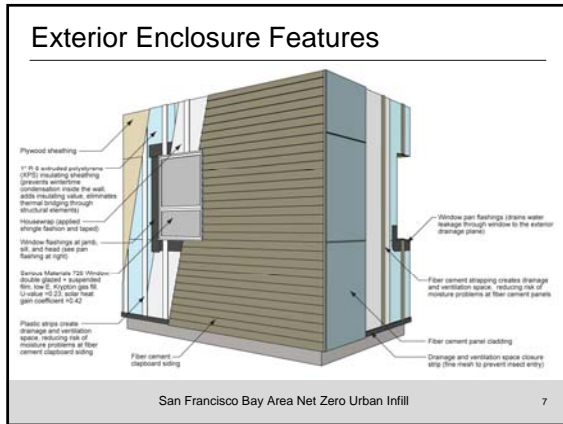 Exterior Enclosure Features
Plywood sheathing
1" R-5 extruded polystyrene
(XPS) insulating sheathing
(prevents wintertime
condensation inside the wall,
adds insulating value, eliminates
thermal bridging through
structural elements)
Housewrap (applied
shingle fashion and taped)
Window flashings at jamb,
sill, and head (see pan
flashing at right)
Serious Materials 725 Window:
double glazed + suspended
film, low E, Krypton gas fill.
U-value =0.23; solar heat
gain coefficient =0.42
Plastic strips create
drainage and ventilation
space, reducing risk of
moisture problems at fiber
cement clapboard siding
Fiber cement
clapboard siding
Window pan flashings (drains water
leaking through window to the exterior
drainage plane)
Fiber cement strapping creates drainage
and ventilation space, reducing risk of
moisture problems at fiber cement panels
Fiber cement panel cladding
Drainage and ventilation space closure
strip (fine mesh to prevent insect entry)
San Francisco Bay Area Net Zero Urban Infill
7